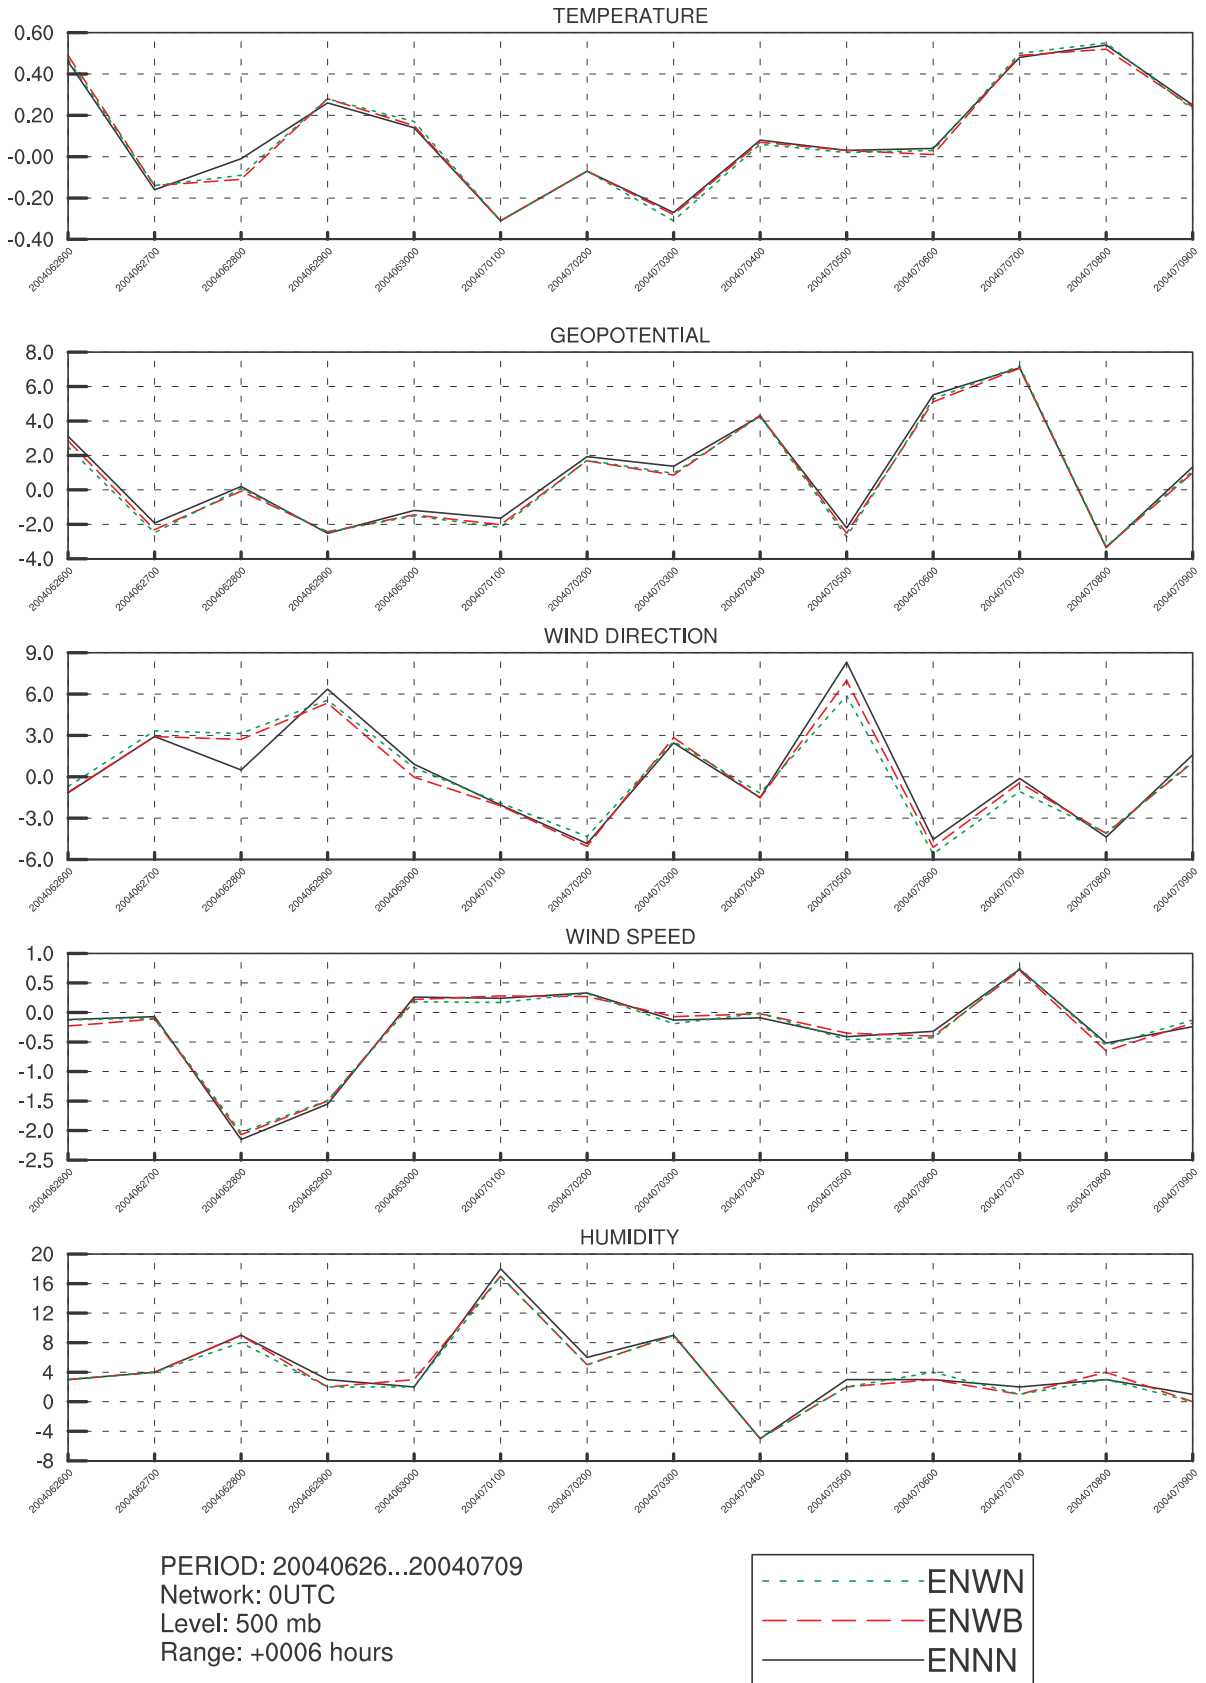 TEMPERATURE
0.60
0.40
0.20
-0.00
-0.20
-0.40
2004062600 2004062700 2004062800 2004062900 2004063000 2004070100 2004070200 2004070300 2004070400 2004070500 2004070600 2004070700 2004070800 2004070900
GEOPOTENTIAL
8.0
6.0
4.0
2.0
0.0
-2.0
-4.0
2004062600 2004062700 2004062800 2004062900 2004063000 2004070100 2004070200 2004070300 2004070400 2004070500 2004070600 2004070700 2004070800 2004070900
WIND DIRECTION
9.0
6.0
3.0
0.0
-3.0
-6.0
2004062600 2004062700 2004062800 2004062900 2004063000 2004070100 2004070200 2004070300 2004070400 2004070500 2004070600 2004070700 2004070800 2004070900
WIND SPEED
1.0
0.5
0.0
-0.5
-1.0
-1.5
-2.0
-2.5
2004062600 2004062700 2004062800 2004062900 2004063000 2004070100 2004070200 2004070300 2004070400 2004070500 2004070600 2004070700 2004070800 2004070900
HUMIDITY
20
16
12
8
4
0
-4
-8
2004062600 2004062700 2004062800 2004062900 2004063000 2004070100 2004070200 2004070300 2004070400 2004070500 2004070600 2004070700 2004070800 2004070900
PERIOD: 20040626...20040709
Network: 0UTC
Level: 500 mb
Range: +0006 hours
ENWN
ENWB
ENNN